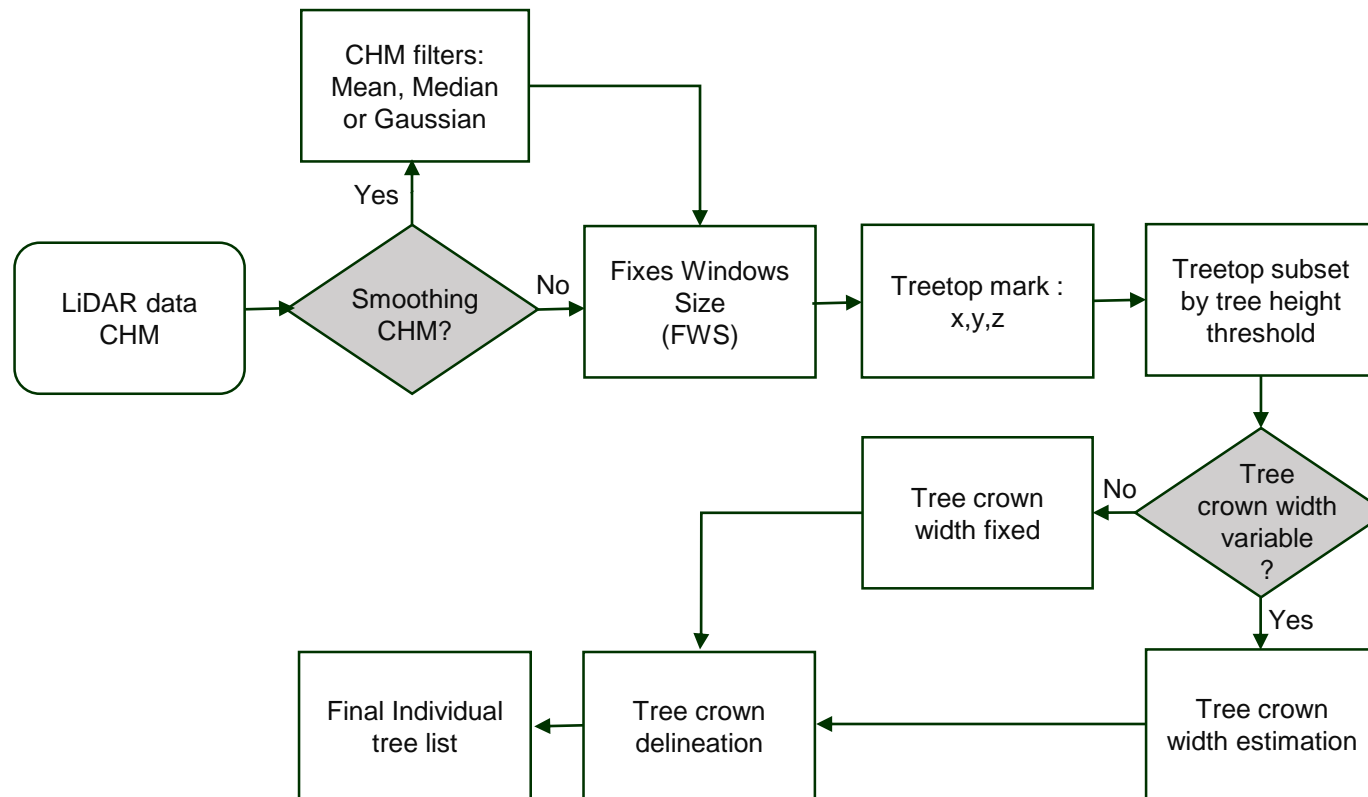 CHM filters:
Mean, Median
or Gaussian
Yes
LiDAR data
CHM
Smoothing
CHM?
No
Fixes Windows
Size
(FWS)
Treetop mark :
x,y,z
Treetop subset
by tree height
threshold
Tree
crown width
variable
?
No
Tree crown
width fixed
Yes
Tree crown
width estimation
Tree crown
delineation
Final Individual
tree list